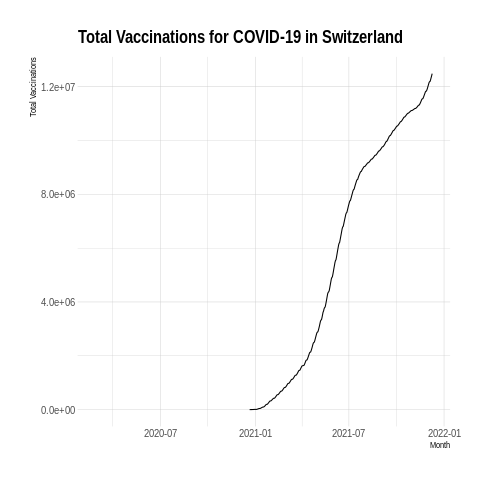 Total Vaccinations for COVID-19 in Switzerland
Total Vaccinations
1.2e+07
8.0e+06
4.0e+06
0.0e+00
2020-07 2021-01 2021-07 2022-01
Month